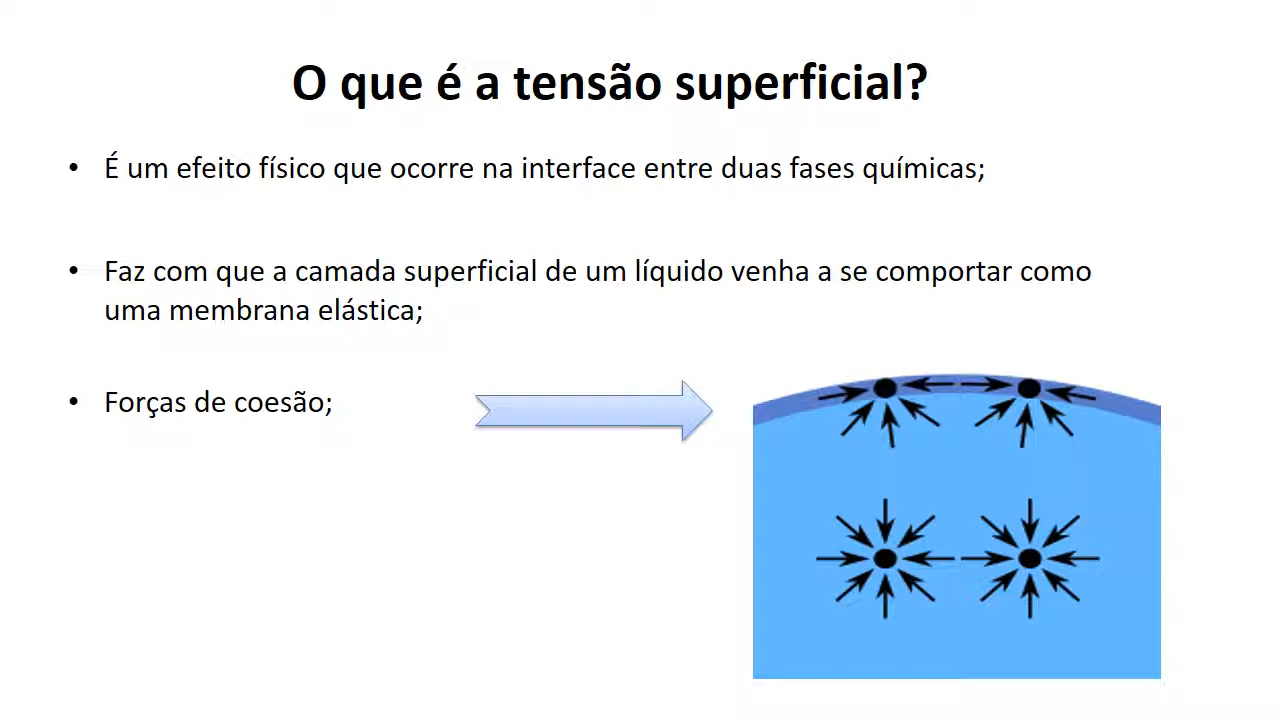 O que é a tensão superficial?
• É um efeito físico que ocorre na interface entre duas fases químicas;
• Faz com que a camada superficial de um líquido venha a se comportar como
uma membrana elástica;
• Forças de coesão;